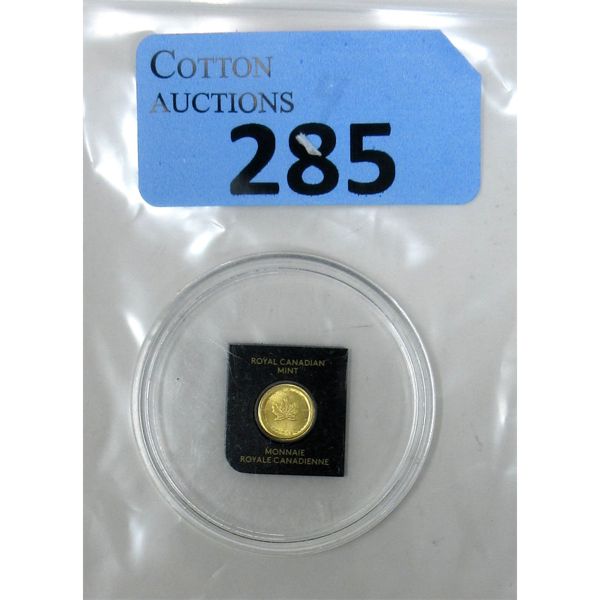 COTTON
AUCTIONS
285
ROYAL CANADIAN
MINT
MONNAIE
ROYALE CANADIENNE